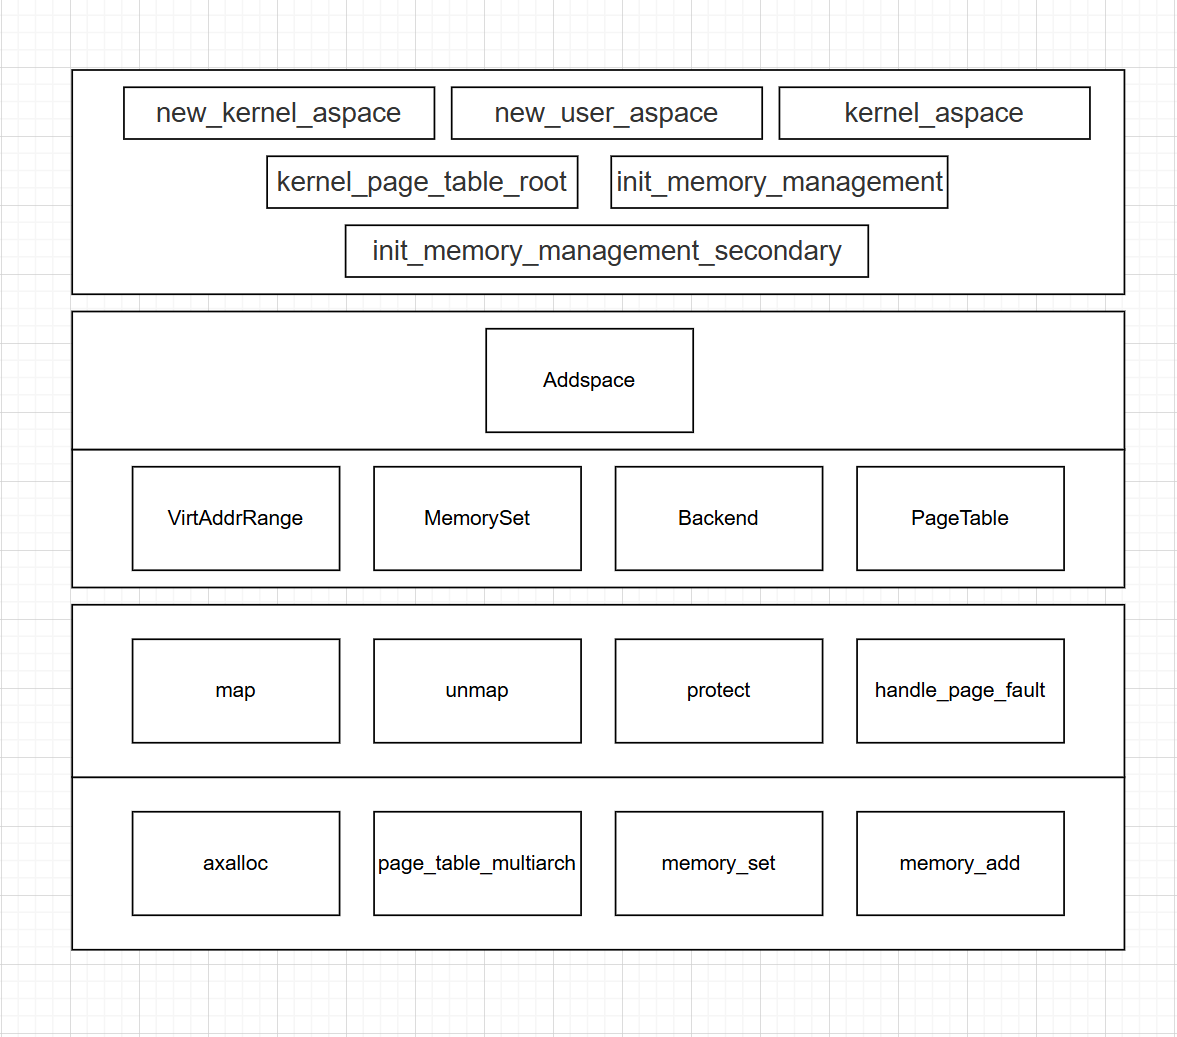 new_kernel_aspace
new_user_aspace
kernel_aspace
kernel_page_table_root
init_memory_management
init_memory_management_secondary
Addspace
VirtAddrRange
MemorySet
Backend
PageTable
map
unmap
protect
handle_page_fault
axalloc
page_table_multiarch
memory_set
memory_add